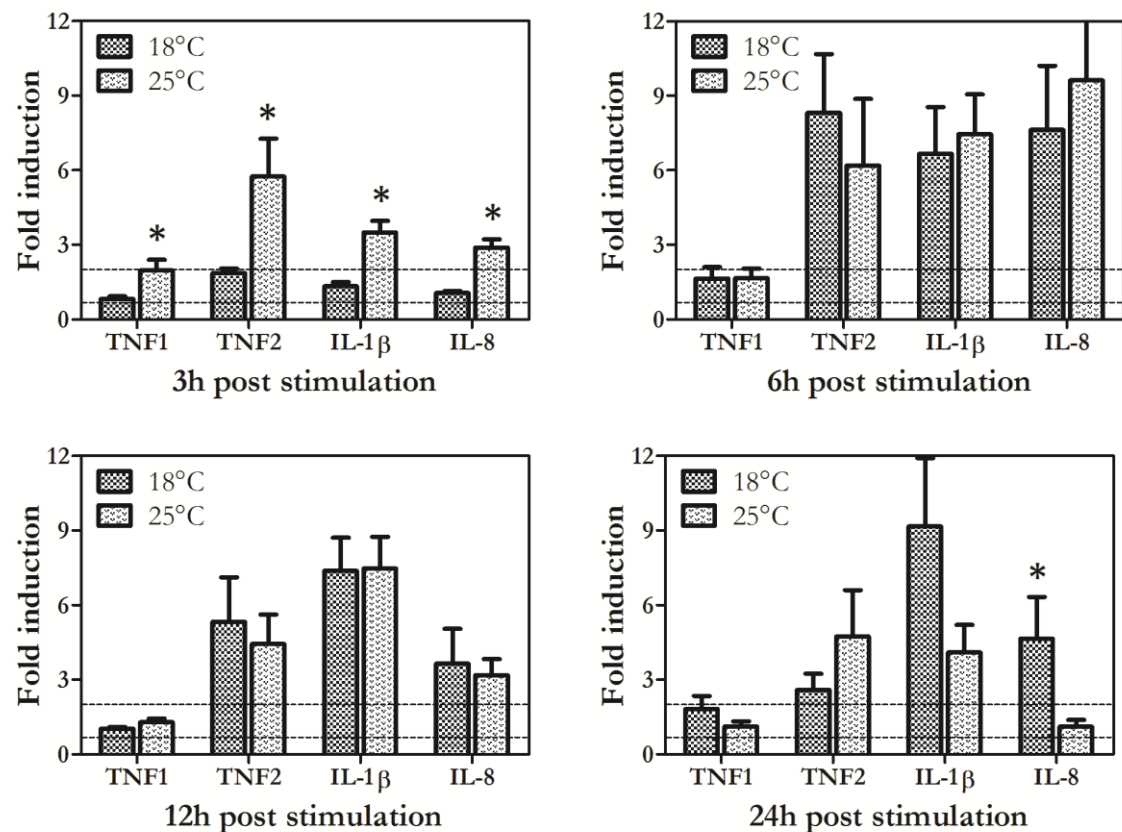 12
9
6
3
0
Fold induction
18°C
25°C
*
*
*
*
TNF1
TNF2
IL-1β
IL-8
3h post stimulation
12
9
6
3
0
Fold induction
18°C
25°C
TNF1
TNF2
IL-1β
IL-8
6h post stimulation
12
9
6
3
0
Fold induction
18°C
25°C
TNF1
TNF2
IL-1β
IL-8
12h post stimulation
12
9
6
3
0
Fold induction
18°C
25°C
*
TNF1
TNF2
IL-1β
IL-8
24h post stimulation